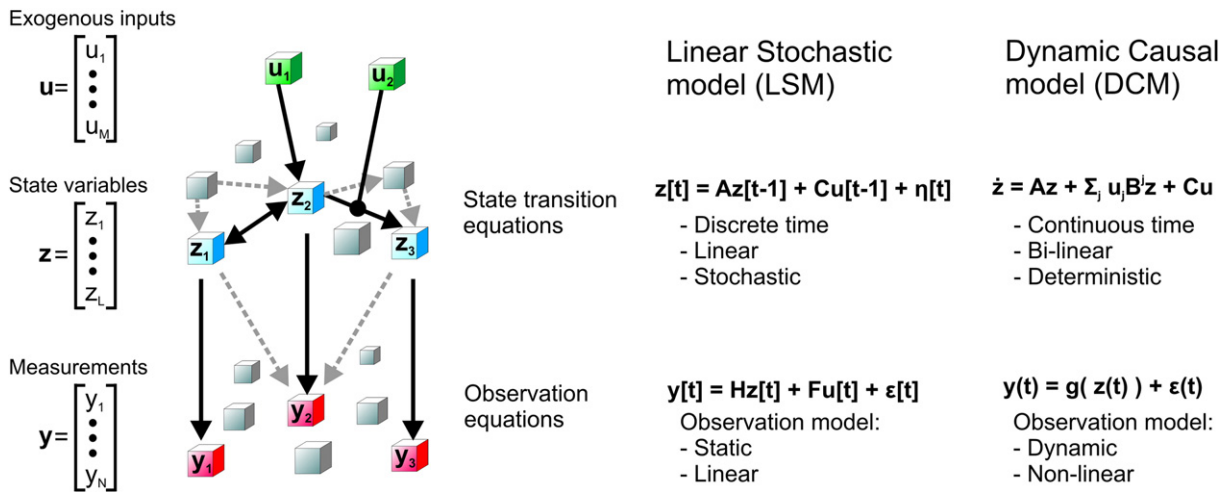 Exogenous inputs
u = [u₁ • • • u_M]
State variables
z = [z₁ • • • z_L]
Measurements
y = [y₁ • • • y_N]
u₁
u₂
z₂
z₁
z₃
y₂
y₁
y₃
State transition
equations
Observation
equations
Linear Stochastic
model (LSM)
z[t] = Az[t-1] + Cu[t-1] + η[t]
- Discrete time
- Linear
- Stochastic
y[t] = Hz[t] + Fu[t] + ε[t]
Observation model:
- Static
- Linear
Dynamic Causal
model (DCM)
ż = Az + Σⱼ uⱼBʲz + Cu
- Continuous time
- Bi-linear
- Deterministic
y(t) = g( z(t) ) + ε(t)
Observation model:
- Dynamic
- Non-linear